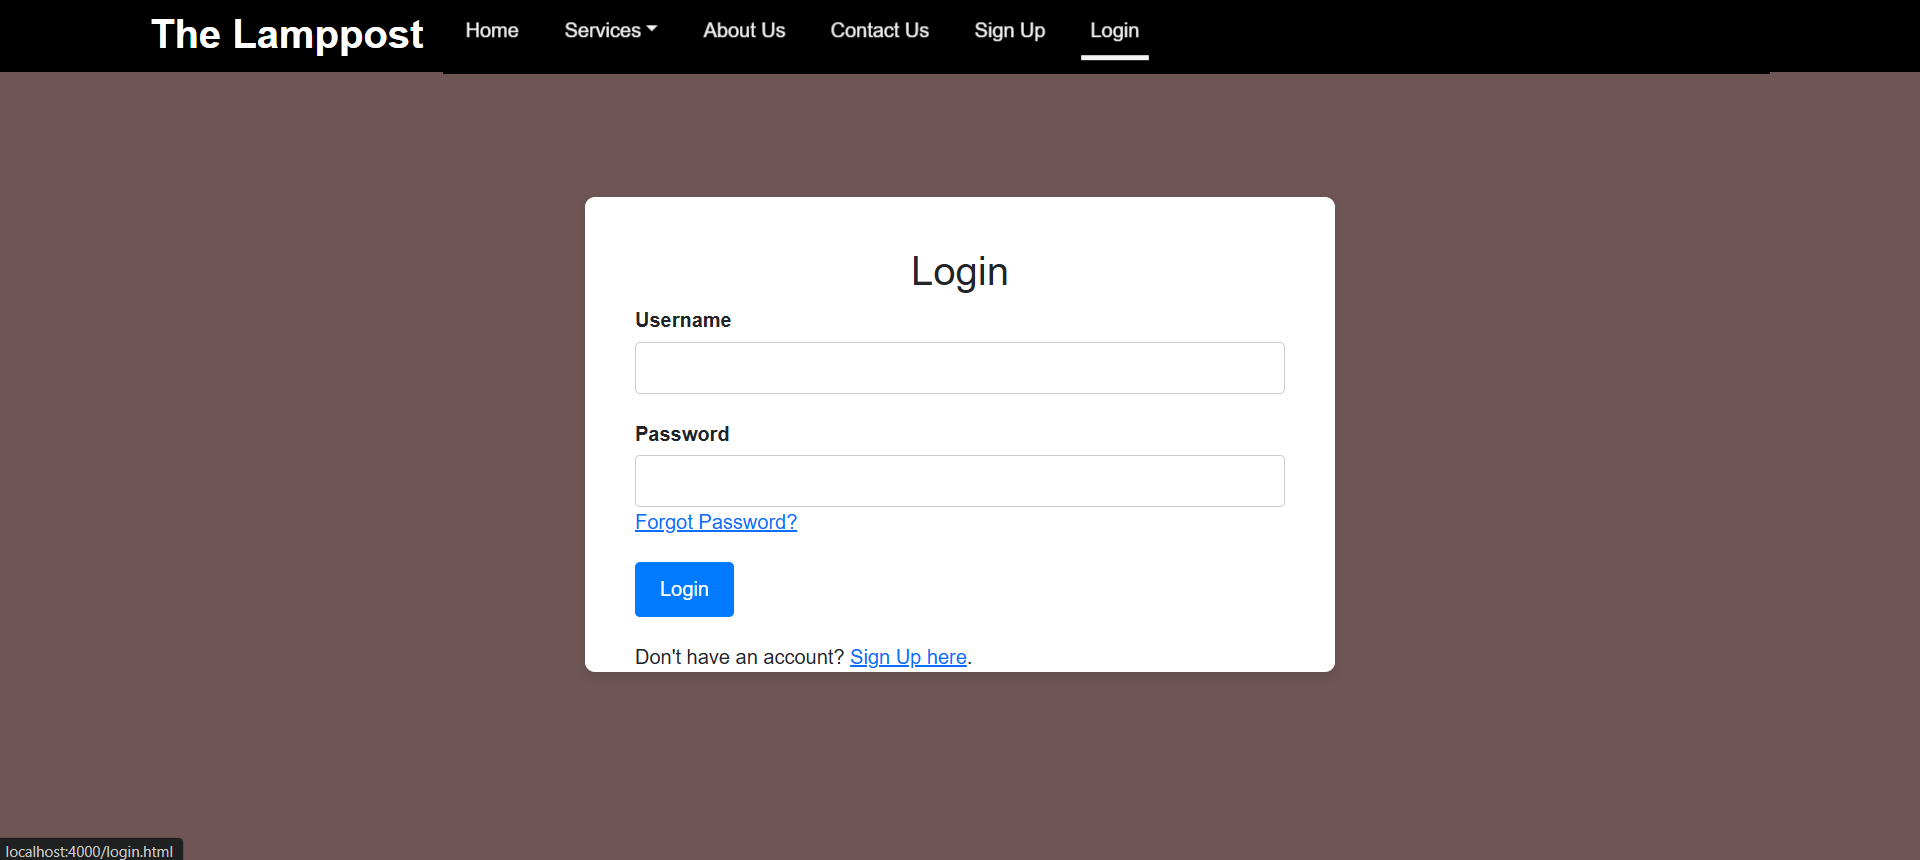 The Lamppost Home Services About Us Contact Us Sign Up Login
Login
Username
Password
Forgot Password?
Login
Don't have an account? Sign Up here.
localhost:4000/login.html